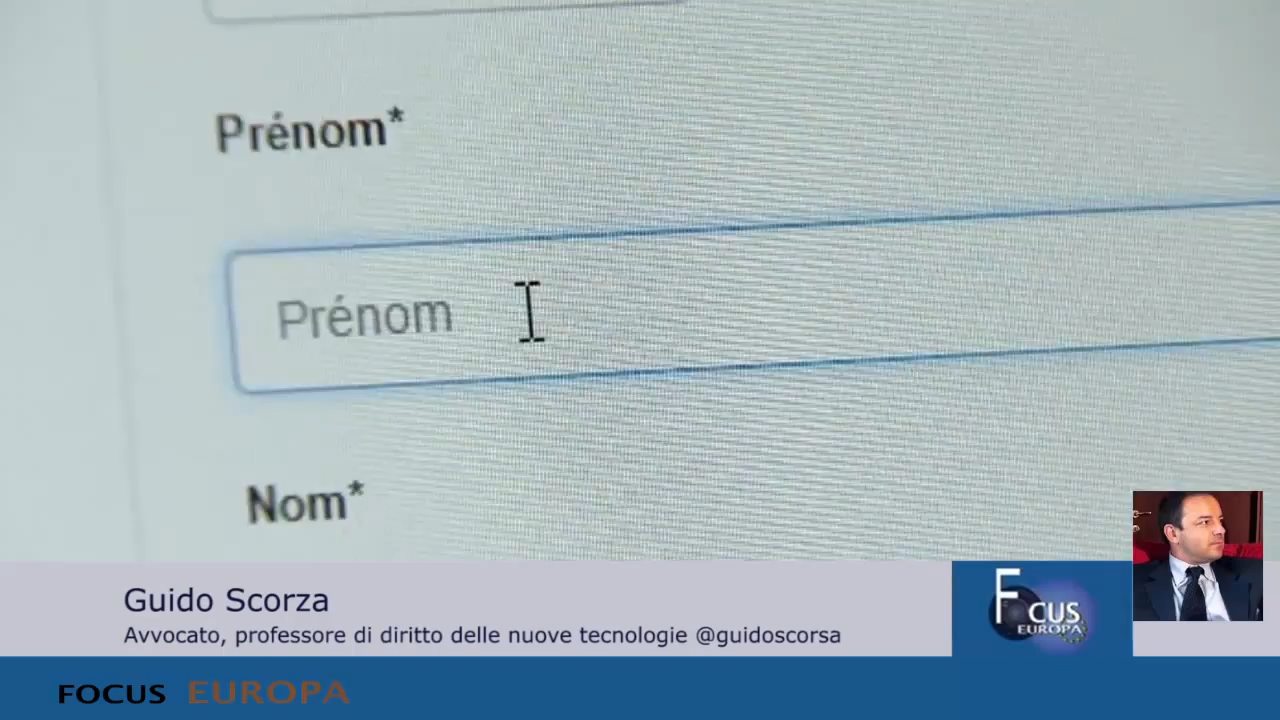 Prénom*
Prénom
Nom*
Guido Scorza
Avvocato, professore di diritto delle nuove tecnologie @guidoscorsa
FOCUS
EUROPA
FOCUS EUROPA